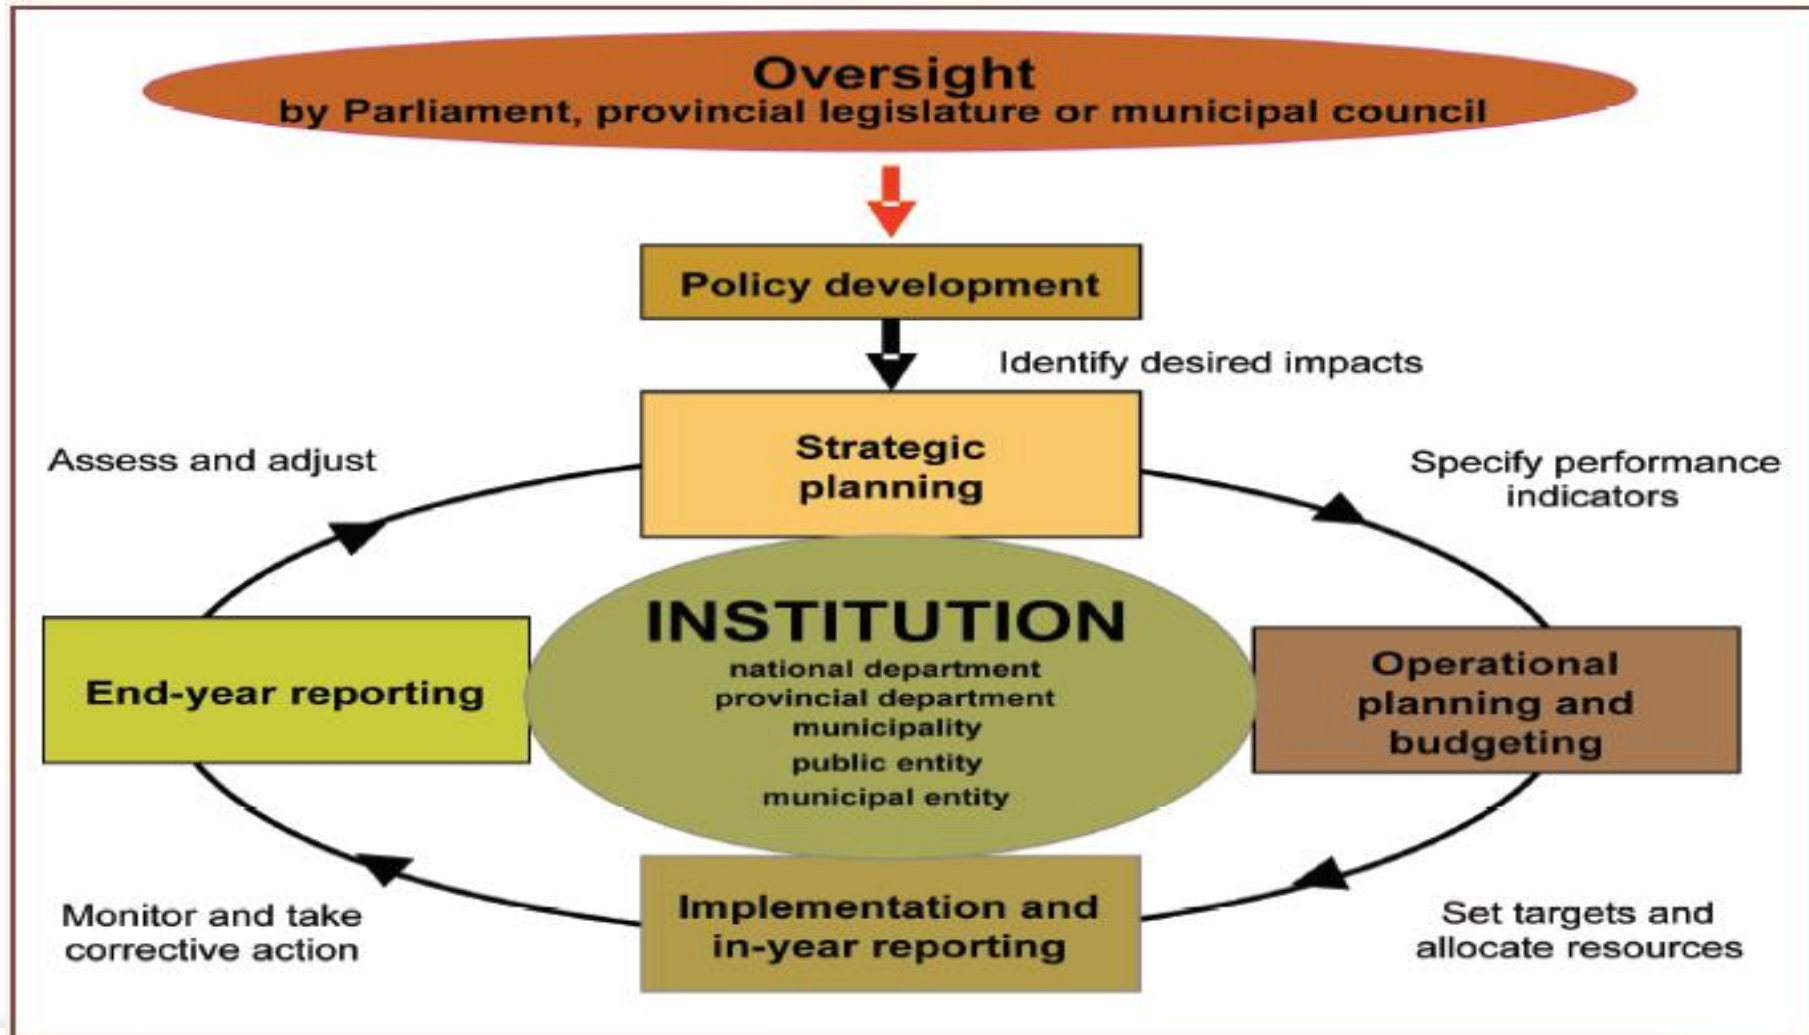 Oversight
by Parliament, provincial legislature or municipal council
Policy development
Identify desired impacts
Strategic
planning
Assess and adjust
Specify performance
indicators
INSTITUTION
national department
provincial department
municipality
public entity
municipal entity
End-year reporting
Operational
planning and
budgeting
Implementation and
in-year reporting
Monitor and take
corrective action
Set targets and
allocate resources